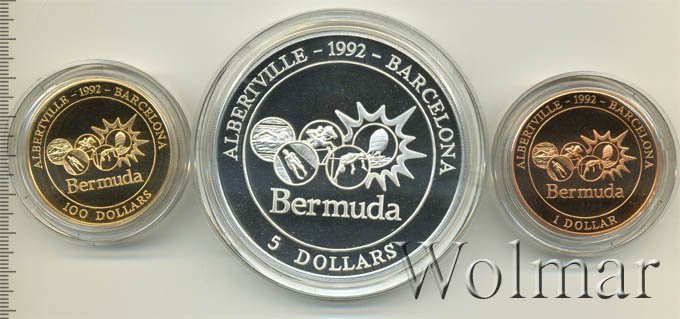 ALBERTVILLE - 1992 - BARCELONA
Bermuda
100 DOLLARS
ALBERTVILLE - 1992 - BARCELONA
Bermuda
5 DOLLARS
ALBERTVILLE - 1992 - BARCELONA
Bermuda
1 DOLLAR
Wolmar